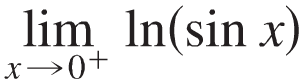 lim ln(sin x)
x→0⁺